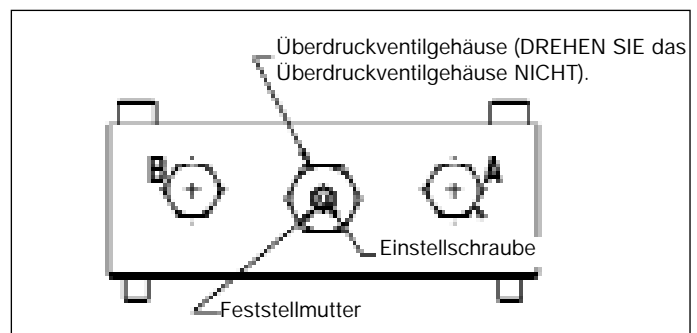 Überdruckventilgehäuse (DREHEN SIE das
Überdruckventilgehäuse NICHT).
B
A
Einstellschraube
Feststellmutter